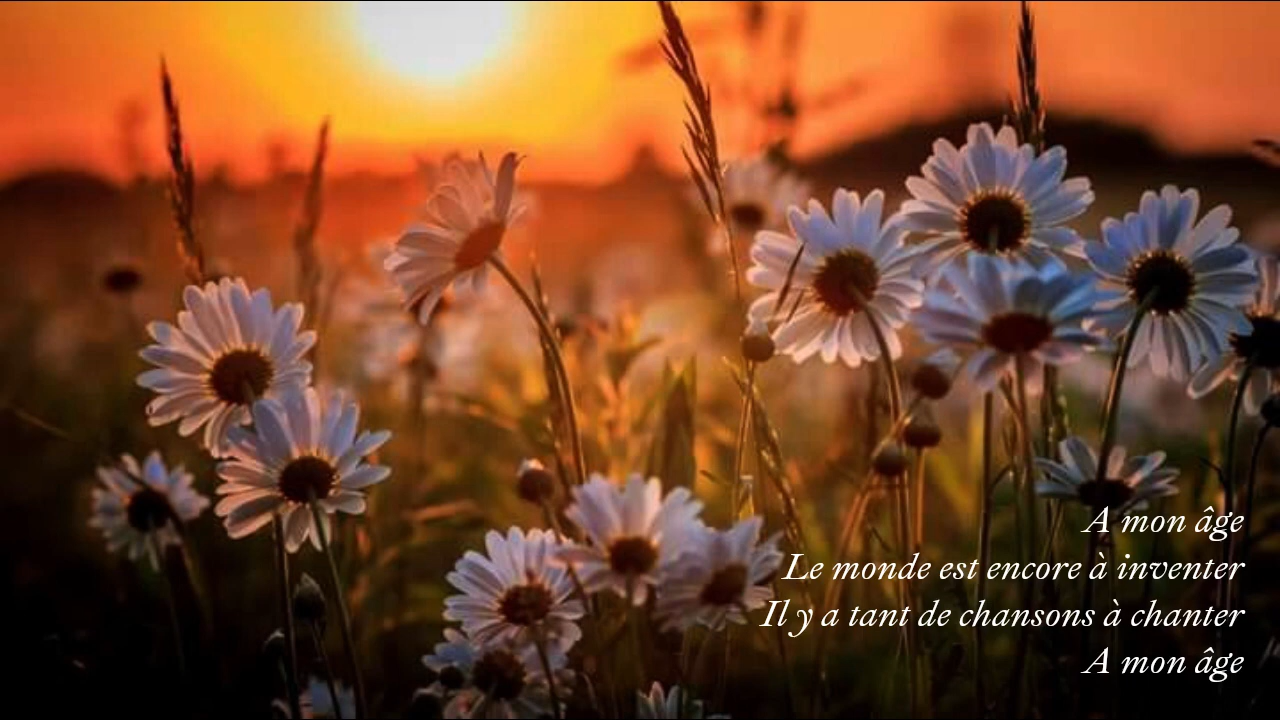 A mon âge
Le monde est encore à inventer
Il y a tant de chansons à chanter
A mon âge